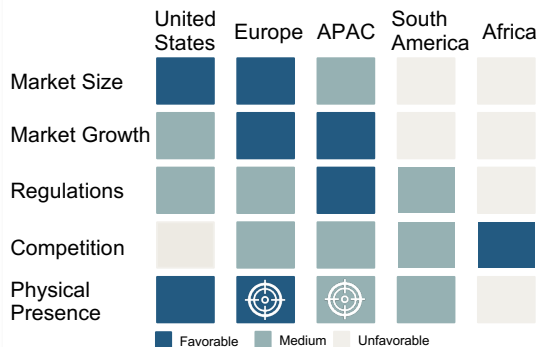 United
States
Europe
APAC
South
America
Africa
Market Size
Market Growth
Regulations
Competition
Physical
Presence
Favorable
Medium
Unfavorable